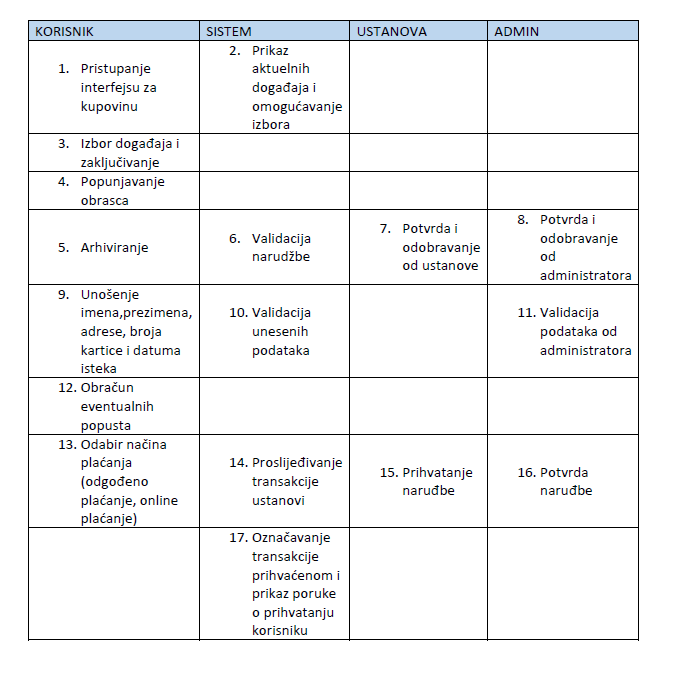 KORISNIK
SISTEM
USTANOVA
ADMIN
1. Pristupanje
interfejsu za
kupovinu
2. Prikaz
aktuelnih
događaja i
omogućavanje
izbora
3. Izbor događaja i
zaključivanje
4. Popunjavanje
obrasca
5. Arhiviranje
6. Validacija
narudžbe
7. Potvrda i
odobravanje
od ustanove
8. Potvrda i
odobravanje
od
administratora
9. Unošenje
imena,prezimena,
adrese, broja
kartice i datuma
isteka
10. Validacija
unesenih
podataka
11. Validacija
podataka od
administratora
12. Obračun
eventualnih
popusta
13. Odabir načina
plaćanja
(odgođeno
plaćanje, online
plaćanje)
14. Proslijeđivanje
transakcije
ustanovi
15. Prihvatanje
naruđbe
16. Potvrda
naruđbe
17. Označavanje
transakcije
prihvaćenom i
prikaz poruke
o prihvatanju
korisniku